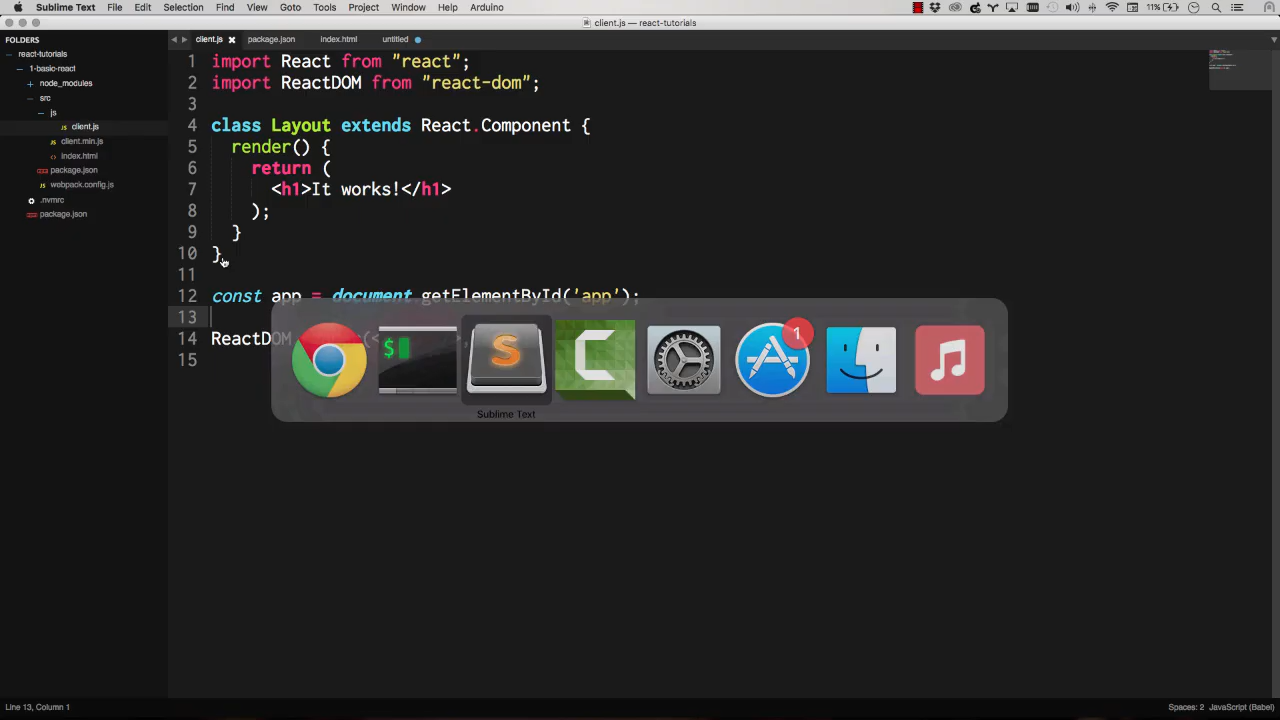 Sublime Text File Edit Selection Find View Goto Tools Project Window Help Arduino 11%
client.js — react-tutorials
FOLDERS
react-tutorials
1-basic-react
node_modules
src
js
client.js
client.min.js
index.html
package.json
webpack.config.js
.nvmrc
package.json
client.js package.json index.html untitled
1 import React from "react";
2 import ReactDOM from "react-dom";
3
4 class Layout extends React.Component {
5 render() {
6 return (
7 <h1>It works!</h1>
8 );
9 }
10 }
11
12 const app = document.getElementById('app');
13
14 ReactDOM
15
$
S
C
1
Sublime Text
Line 13, Column 1 Spaces: 2 JavaScript (Babel)